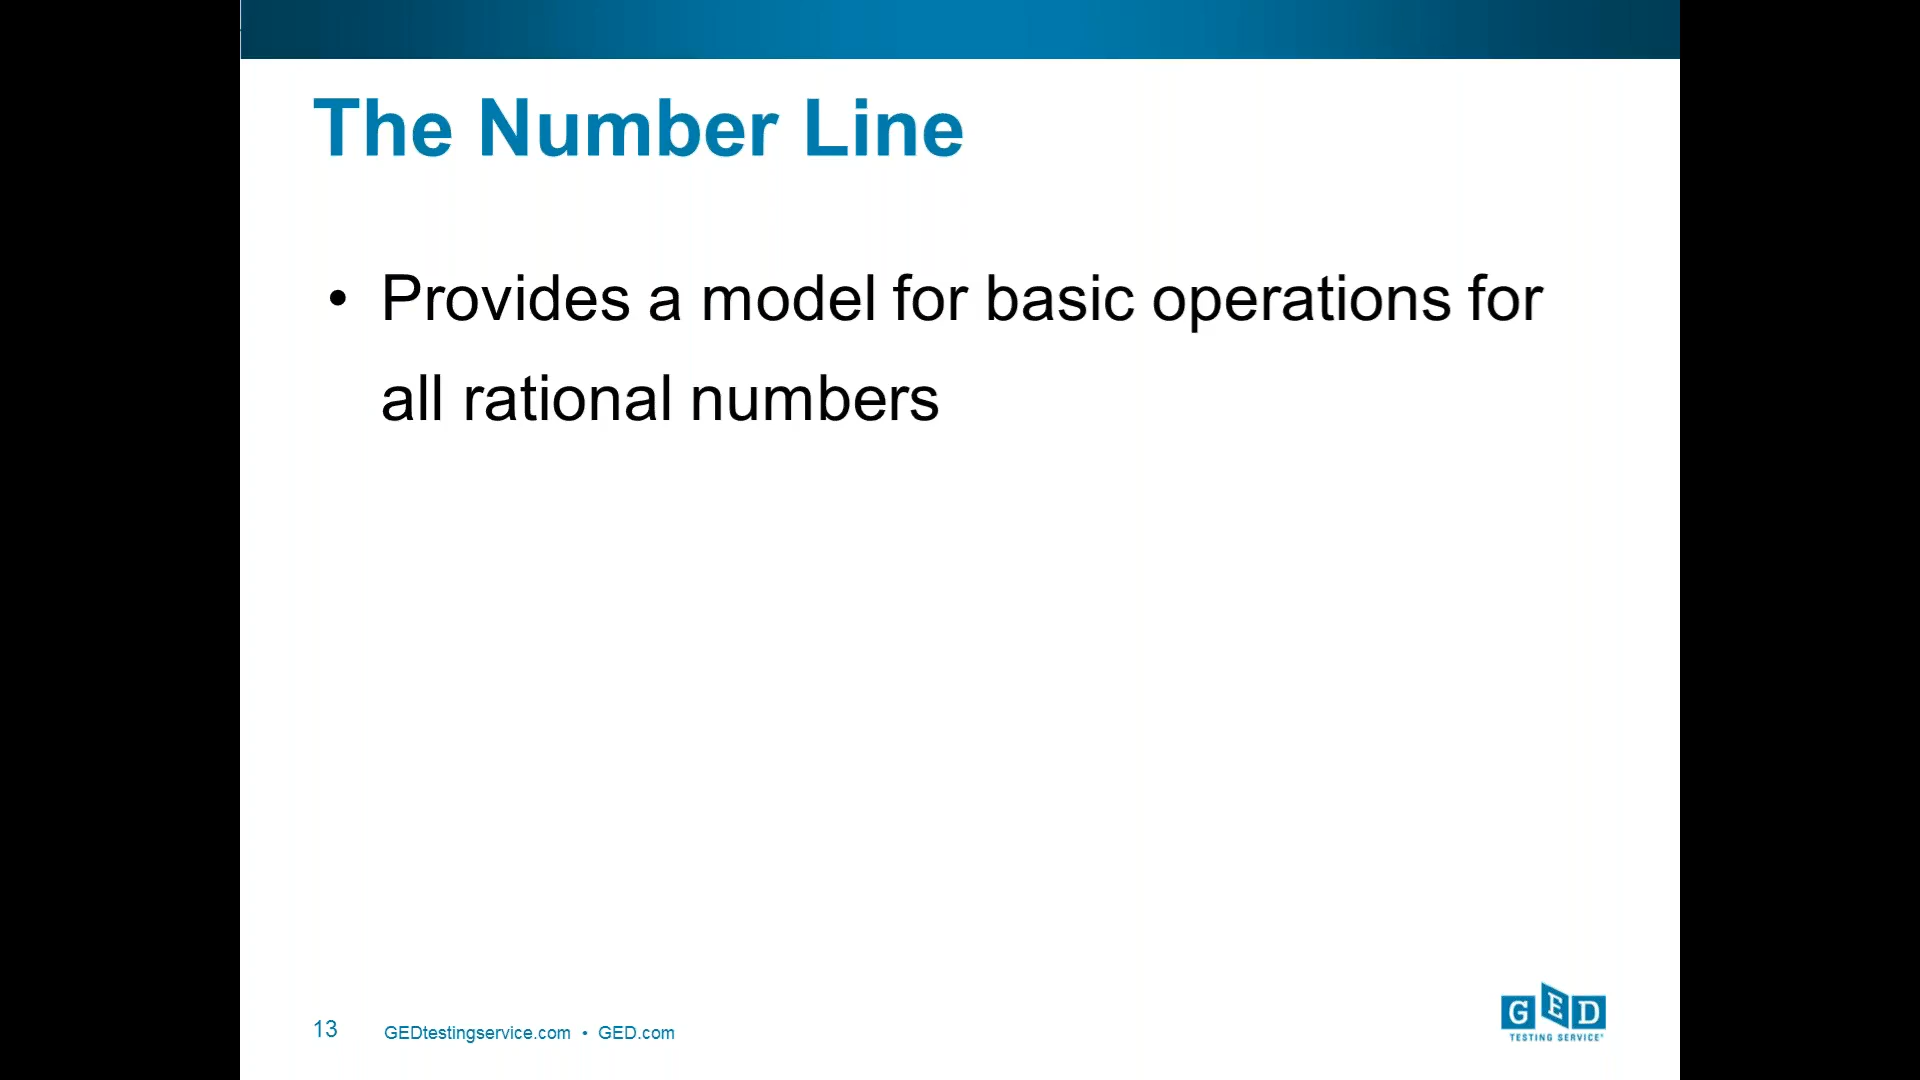 The Number Line
• Provides a model for basic operations for
all rational numbers
13 GEDtestingservice.com • GED.com
GED
TESTING SERVICE®